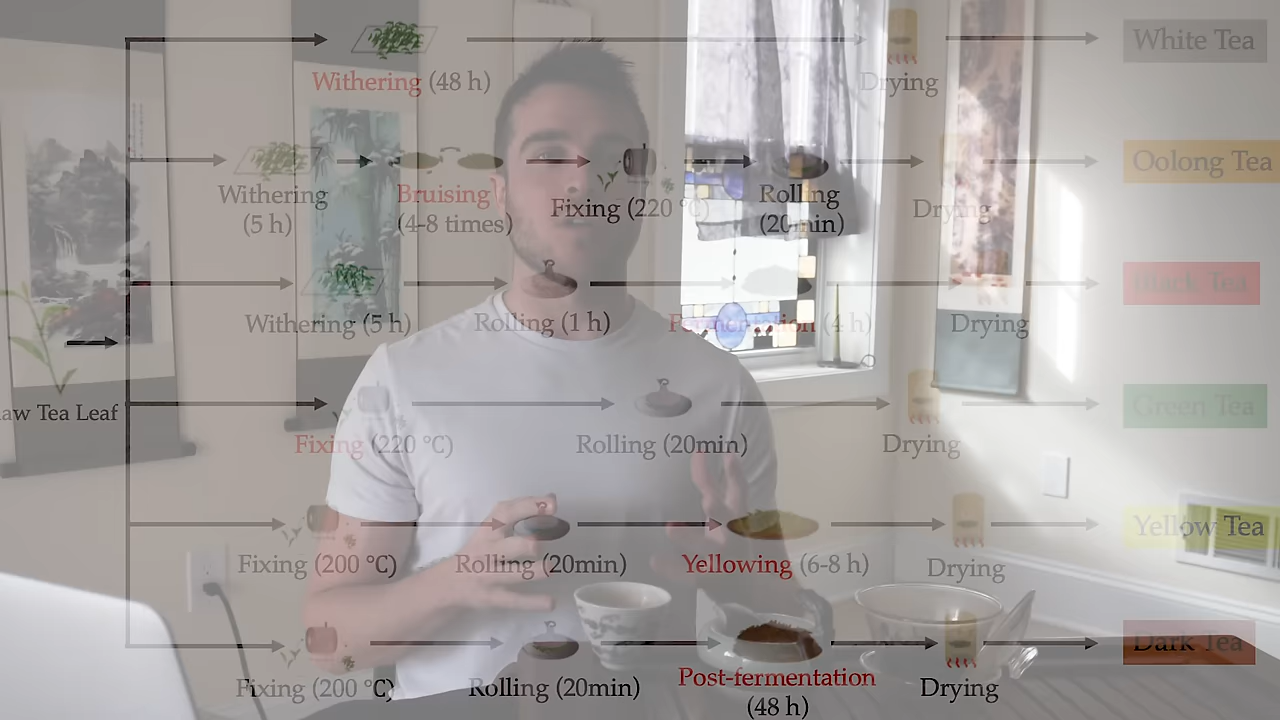 Withering (48 h)
Drying
White Tea
Withering
(5 h)
Bruising
(4-8 times)
Fixing (220 °C)
Rolling
(20min)
Drying
Oolong Tea
Withering (5 h)
Rolling (1 h)
Fermentation (4 h)
Drying
Black Tea
aw Tea Leaf
Fixing (220 °C)
Rolling (20min)
Drying
Green Tea
Fixing (200 °C)
Rolling (20min)
Yellowing (6-8 h)
Drying
Yellow Tea
Fixing (200 °C)
Rolling (20min)
Post-fermentation
(48 h)
Drying
Dark Tea